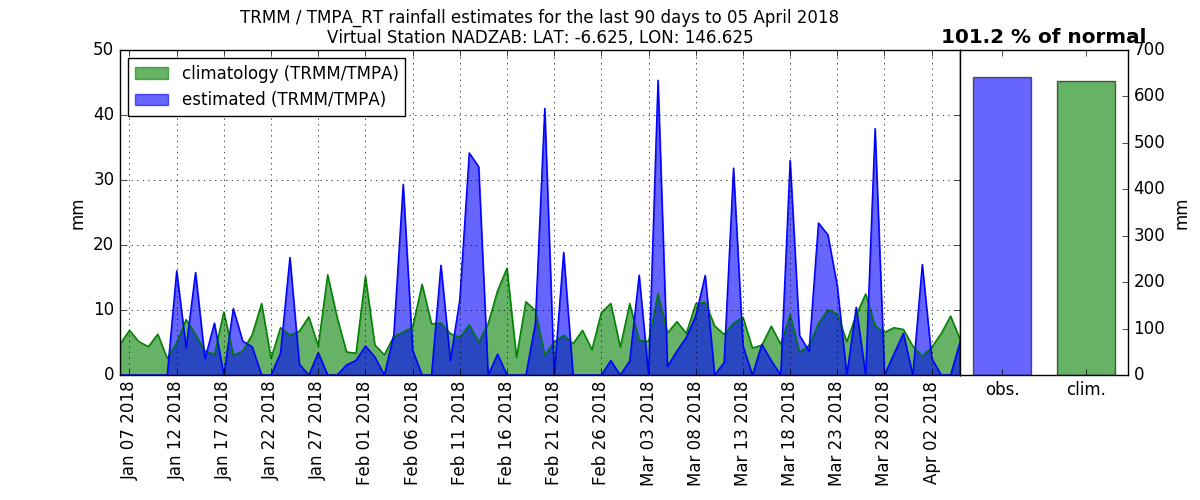 TRMM / TMPA_RT rainfall estimates for the last 90 days to 05 April 2018
Virtual Station NADZAB: LAT: -6.625, LON: 146.625
101.2 % of normal
climatology (TRMM/TMPA)
estimated (TRMM/TMPA)
50
40
30
20
10
0
mm
Jan 07 2018
Jan 12 2018
Jan 17 2018
Jan 22 2018
Jan 27 2018
Feb 01 2018
Feb 06 2018
Feb 11 2018
Feb 16 2018
Feb 21 2018
Feb 26 2018
Mar 03 2018
Mar 08 2018
Mar 13 2018
Mar 18 2018
Mar 23 2018
Mar 28 2018
Apr 02 2018
obs.
clim.
700
600
500
400
300
200
100
0
mm